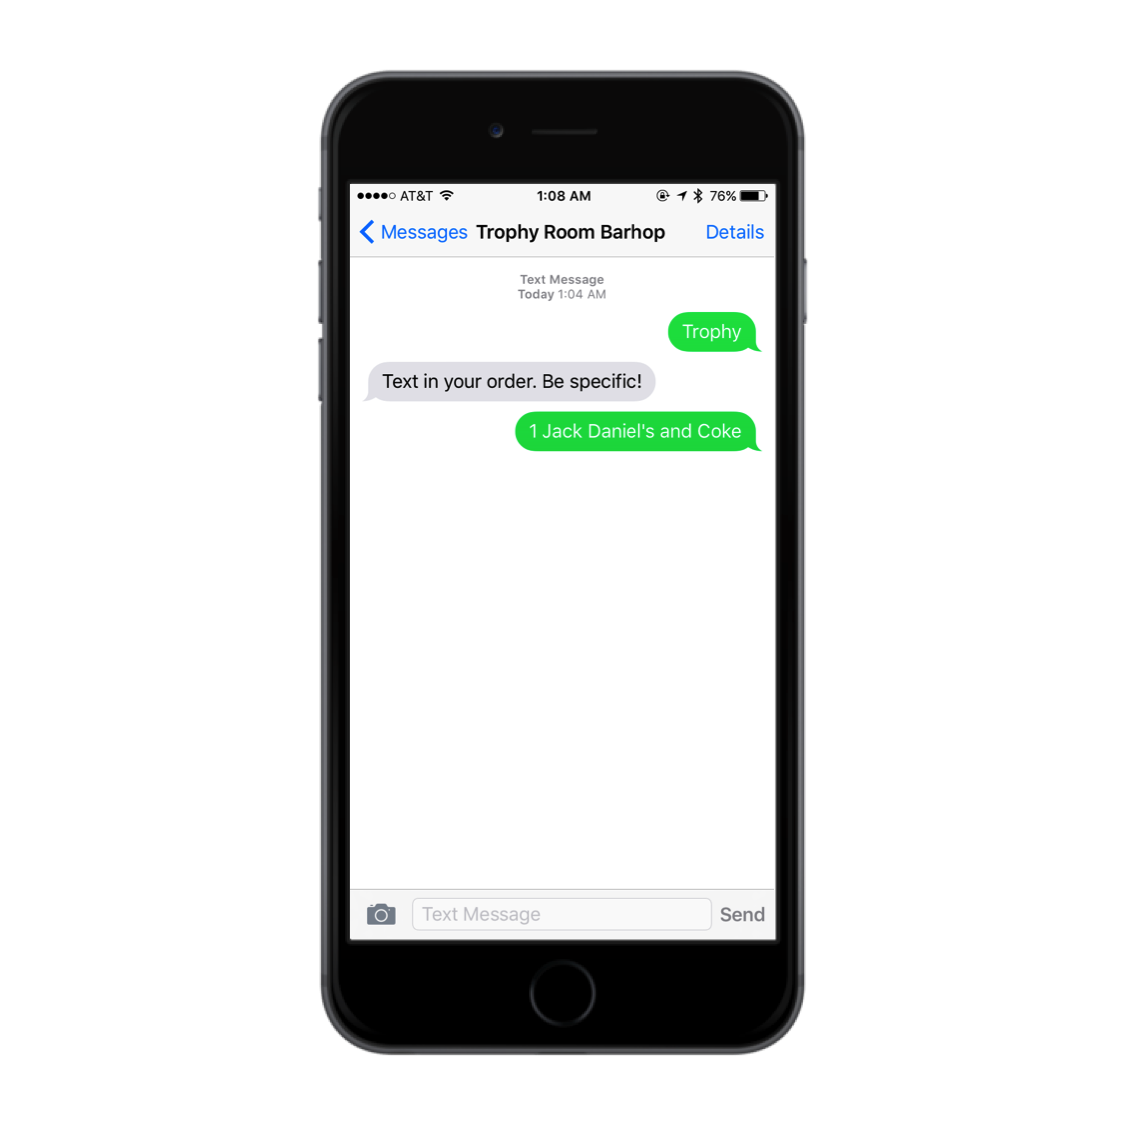 AT&T 1:08 AM 76%
Messages Trophy Room Barhop Details
Text Message
Today 1:04 AM
Trophy
Text in your order. Be specific!
1 Jack Daniel's and Coke
Text Message Send